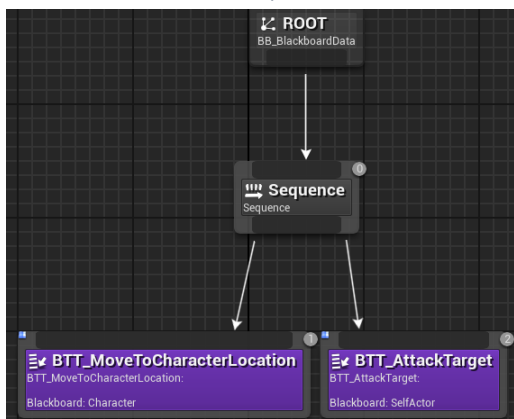 ROOT
BB_BlackboardData
0
Sequence
Sequence
1
2
BTT_MoveToCharacterLocation
BTT_MoveToCharacterLocation:
Blackboard: Character
BTT_AttackTarget
BTT_AttackTarget:
Blackboard: SelfActor